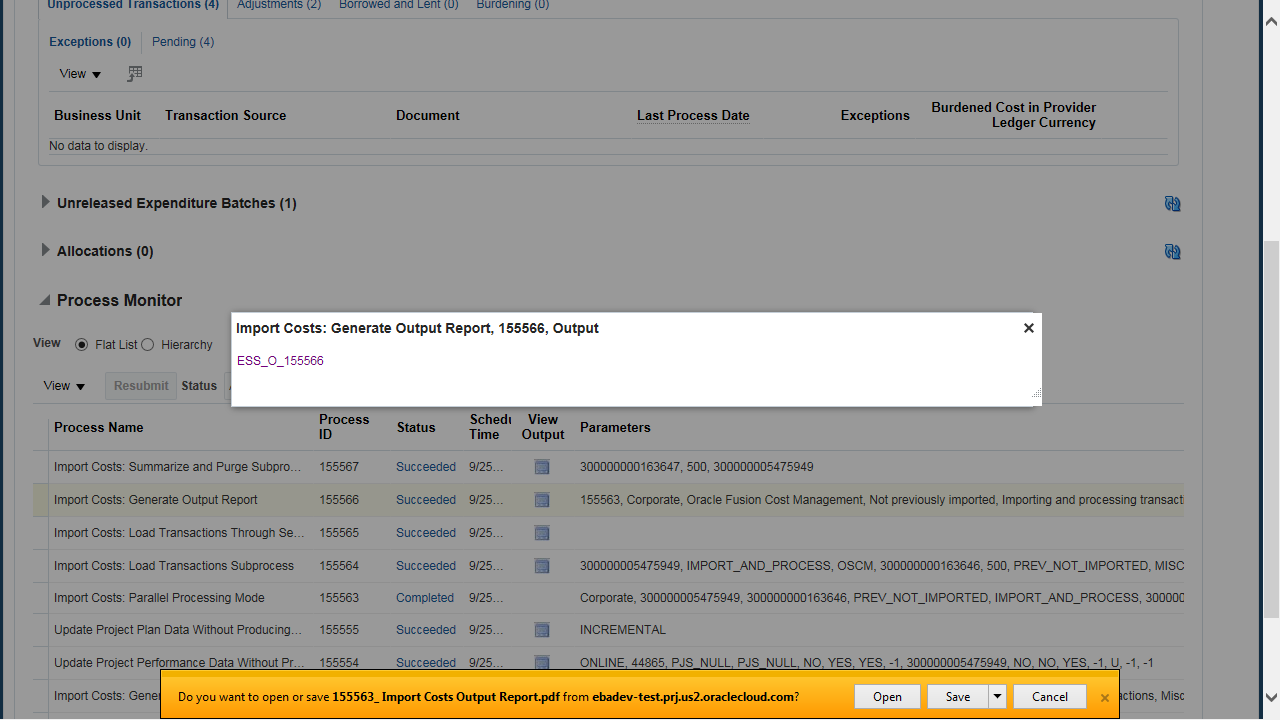 Unprocessed Transactions (4) Adjustments (2) Borrowed and Lent (0) Burdening (0)
Exceptions (0) Pending (4)
View
Business Unit Transaction Source Document Last Process Date Exceptions Burdened Cost in Provider Ledger Currency
No data to display.
Unreleased Expenditure Batches (1)
Allocations (0)
Process Monitor
Import Costs: Generate Output Report, 155566, Output
ESS_O_155566
View Flat List Hierarchy
View Resubmit Status
Process Name Process ID Status Schedu Time View Output Parameters
Import Costs: Summarize and Purge Subpro... 155567 Succeeded 9/25... 300000000163647, 500, 300000005475949
Import Costs: Generate Output Report 155566 Succeeded 9/25... 155563, Corporate, Oracle Fusion Cost Management, Not previously imported, Importing and processing transacti
Import Costs: Load Transactions Through Se... 155565 Succeeded 9/25...
Import Costs: Load Transactions Subprocess 155564 Succeeded 9/25... 300000005475949, IMPORT_AND_PROCESS, OSCM, 300000000163646, 500, PREV_NOT_IMPORTED, MISC
Import Costs: Parallel Processing Mode 155563 Completed 9/25... Corporate, 300000005475949, 300000000163646, PREV_NOT_IMPORTED, IMPORT_AND_PROCESS, 300000
Update Project Plan Data Without Producing... 155555 Succeeded 9/25... INCREMENTAL
Update Project Performance Data Without Pr... 155554 Succeeded 9/25... ONLINE, 44865, PJS_NULL, PJS_NULL, NO, YES, YES, -1, 300000005475949, NO, NO, YES, -1, U, -1, -1
Import Costs: Gener ctions, Misc
Do you want to open or save 155563_ Import Costs Output Report.pdf from ebadev-test.prj.us2.oraclecloud.com? Open Save Cancel